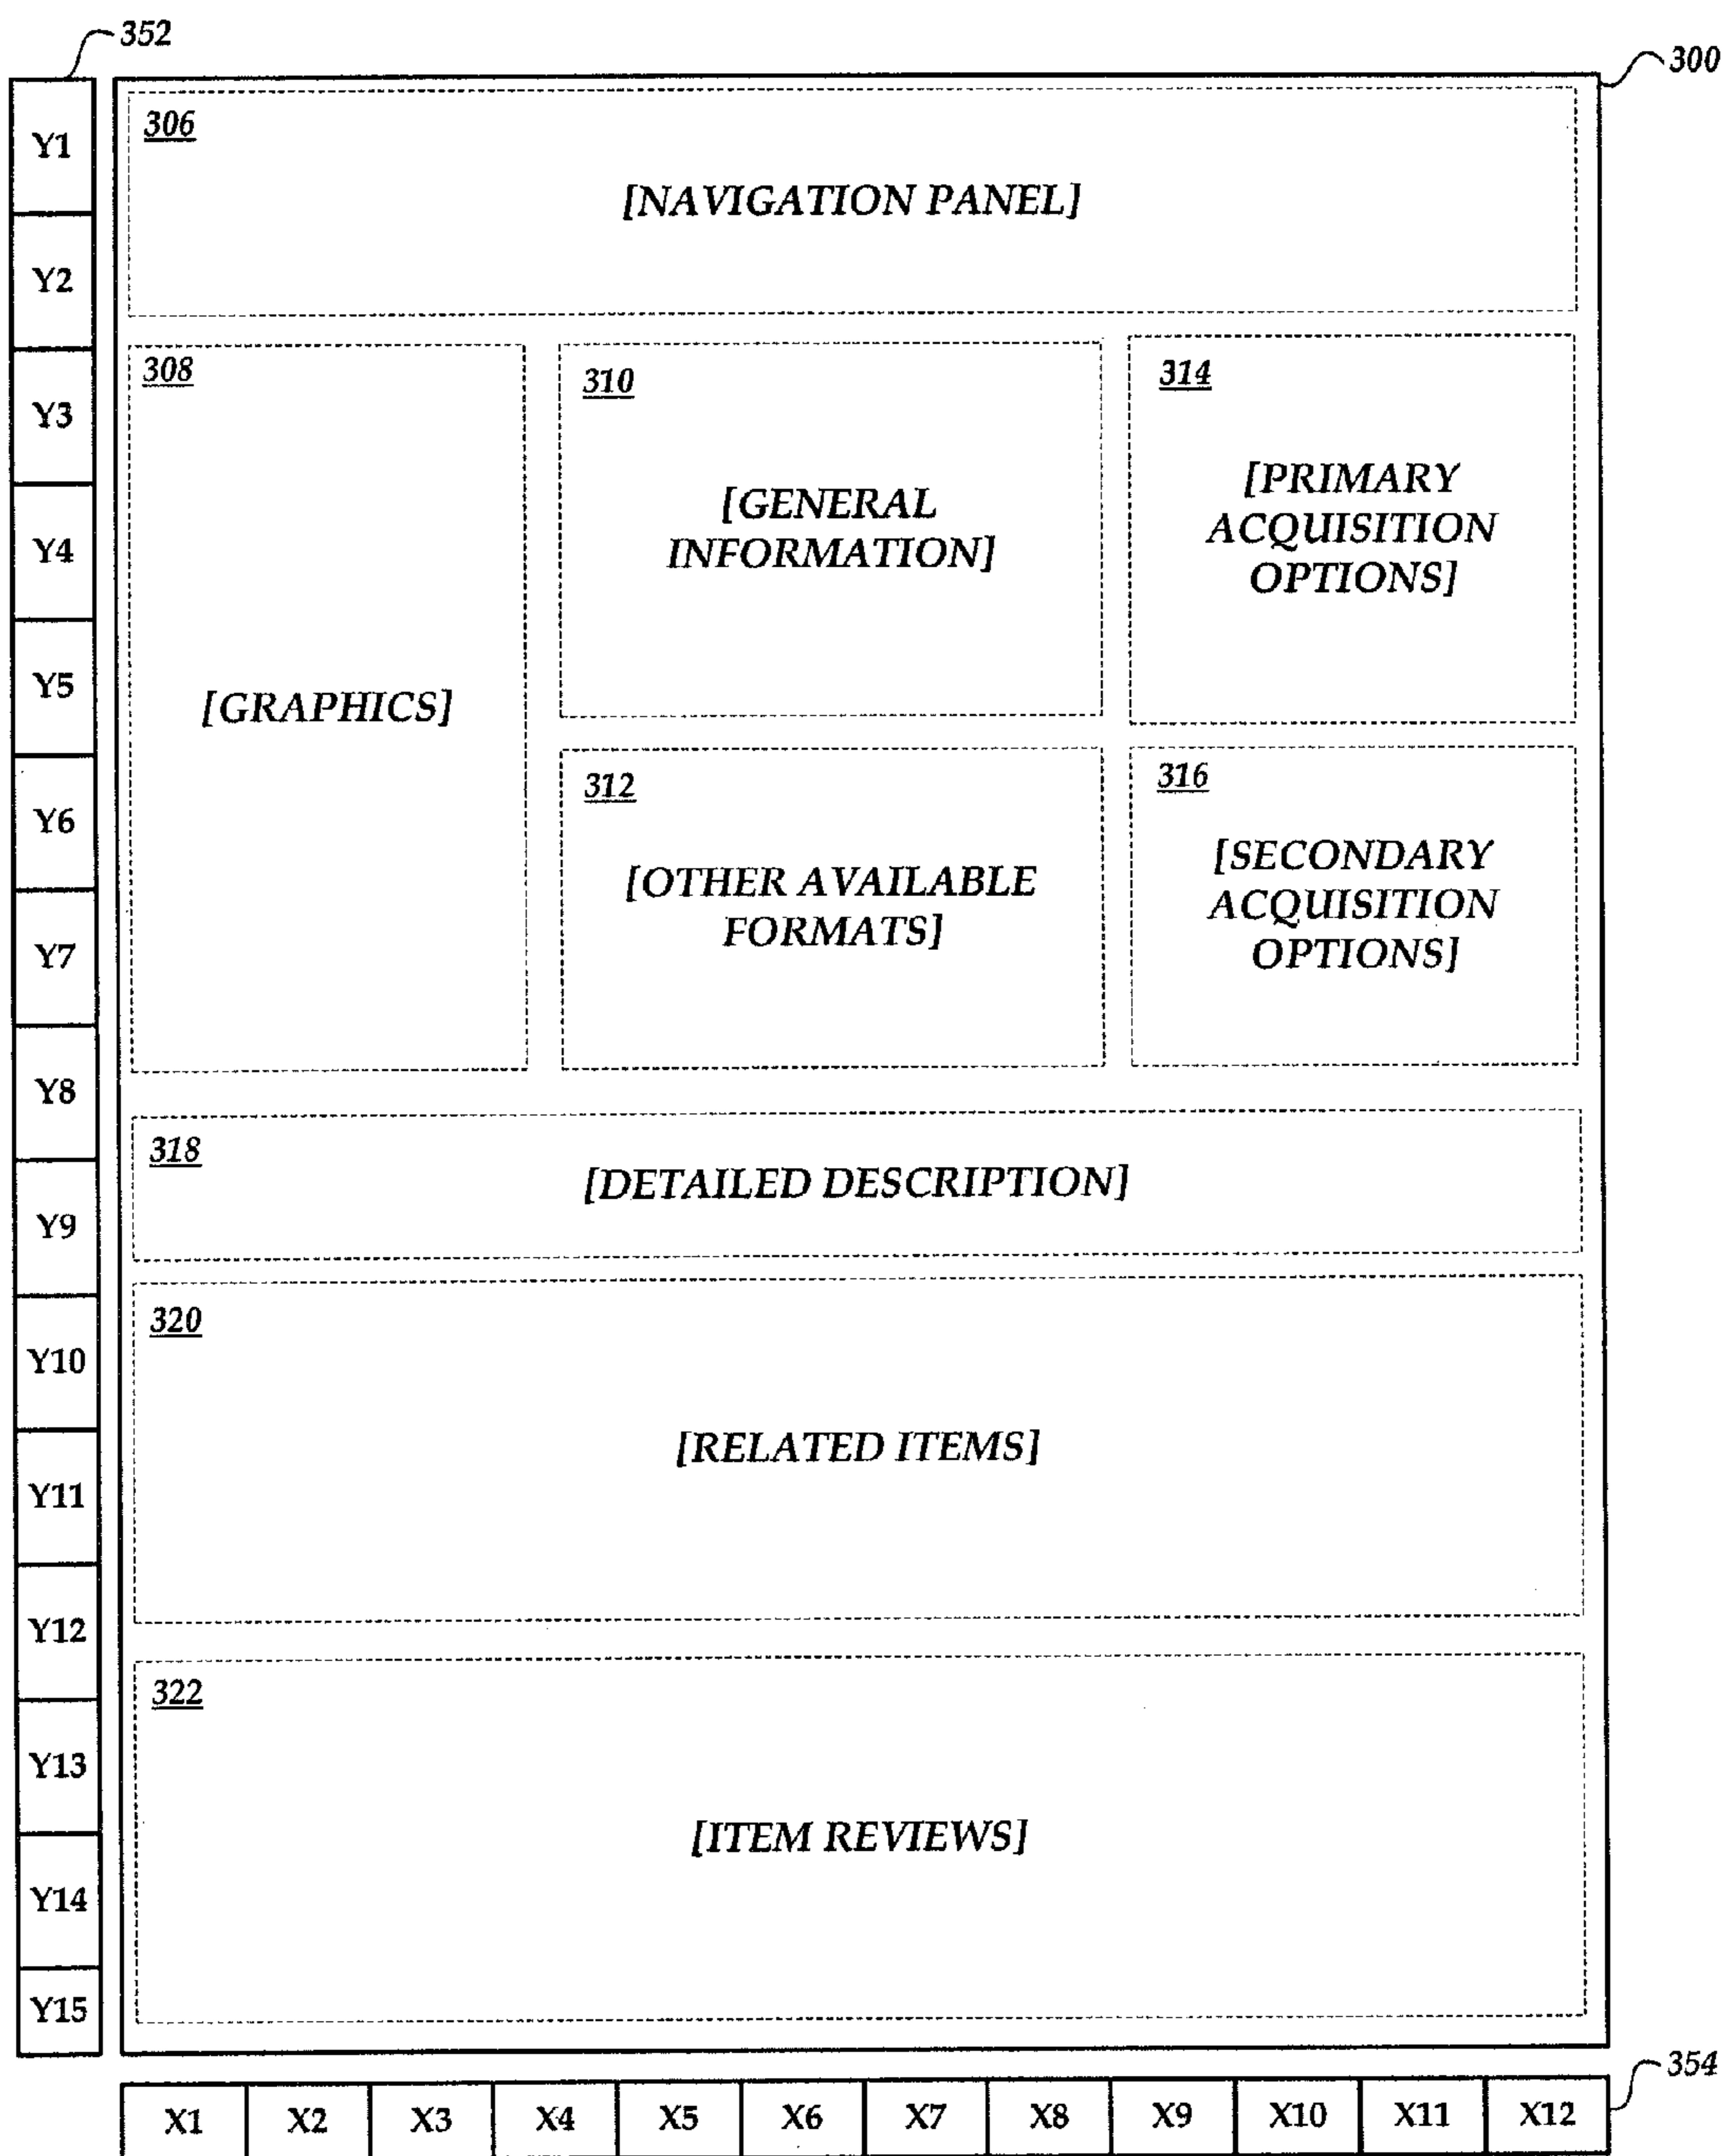 352
300
Y1
Y2
Y3
Y4
Y5
Y6
Y7
Y8
Y9
Y10
Y11
Y12
Y13
Y14
Y15
306
[NAVIGATION PANEL]
308
[GRAPHICS]
310
[GENERAL
INFORMATION]
314
[PRIMARY
ACQUISITION
OPTIONS]
312
[OTHER AVAILABLE
FORMATS]
316
[SECONDARY
ACQUISITION
OPTIONS]
318
[DETAILED DESCRIPTION]
320
[RELATED ITEMS]
322
[ITEM REVIEWS]
354
X1 X2 X3 X4 X5 X6 X7 X8 X9 X10 X11 X12